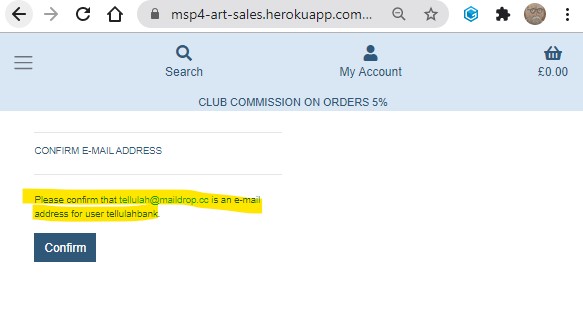 msp4-art-sales.herokuapp.com...
Search
My Account
£0.00
CLUB COMMISSION ON ORDERS 5%
CONFIRM E-MAIL ADDRESS
Please confirm that tellulah@maildrop.cc is an e-mail
address for user tellulahbank.
Confirm